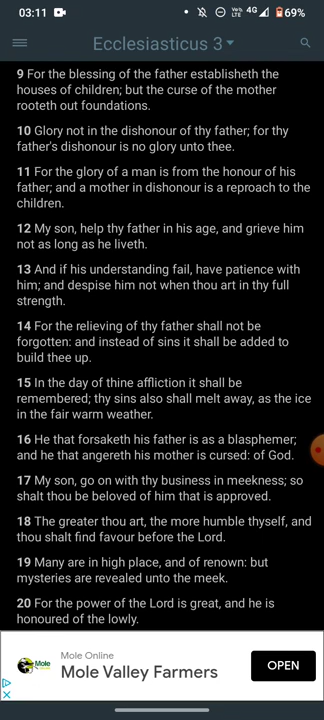 03:11 Vo) LTE 4G 69%
Ecclesiasticus 3
9 For the blessing of the father establisheth the
houses of children; but the curse of the mother
rooteth out foundations.
10 Glory not in the dishonour of thy father; for thy
father's dishonour is no glory unto thee.
11 For the glory of a man is from the honour of his
father; and a mother in dishonour is a reproach to the
children.
12 My son, help thy father in his age, and grieve him
not as long as he liveth.
13 And if his understanding fail, have patience with
him; and despise him not when thou art in thy full
strength.
14 For the relieving of thy father shall not be
forgotten: and instead of sins it shall be added to
build thee up.
15 In the day of thine affliction it shall be
remembered; thy sins also shall melt away, as the ice
in the fair warm weather.
16 He that forsaketh his father is as a blasphemer;
and he that angereth his mother is cursed: of God.
17 My son, go on with thy business in meekness; so
shalt thou be beloved of him that is approved.
18 The greater thou art, the more humble thyself, and
thou shalt find favour before the Lord.
19 Many are in high place, and of renown: but
mysteries are revealed unto the meek.
20 For the power of the Lord is great, and he is
honoured of the lowly.
Mole
Mole Online
Mole Valley Farmers
OPEN